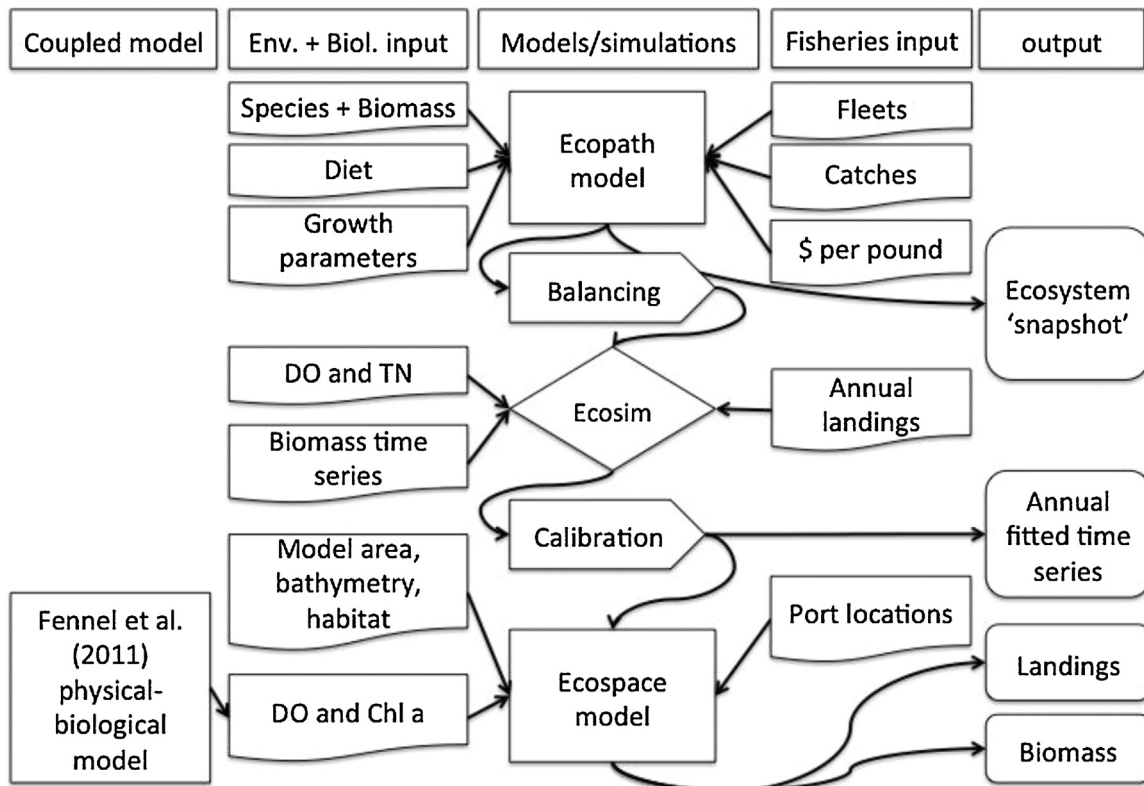 Coupled model
Env. + Biol. input
Models/simulations
Fisheries input
output
Species + Biomass
Diet
Growth
parameters
Ecopath
model
Fleets
Catches
$ per pound
Balancing
Ecosystem
‘snapshot’
DO and TN
Biomass time
series
Ecosim
Annual
landings
Calibration
Annual
fitted time
series
Model area,
bathymetry,
habitat
Fennel et al.
(2011)
physical-
biological
model
DO and Chl a
Ecospace
model
Port locations
Landings
Biomass